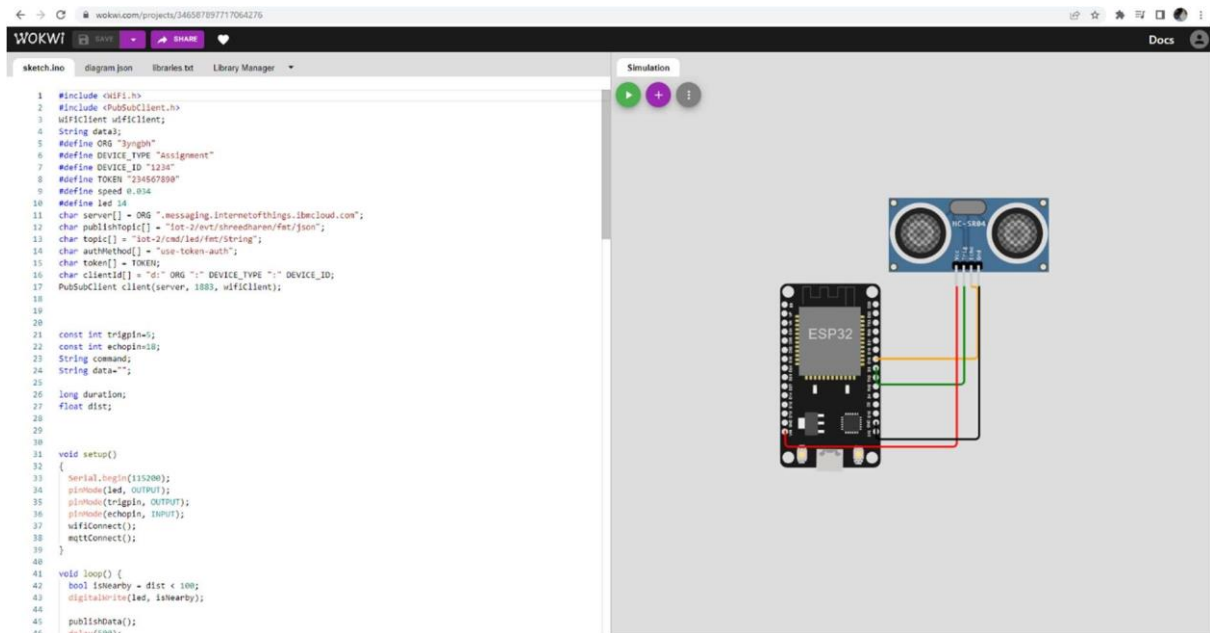 wokwi.com/projects/346587897717064276
WOKWI SAVE SHARE Docs
sketch.ino diagram.json libraries.txt Library Manager
Simulation
1 #include <WiFi.h>
2 #include <PubSubClient.h>
3 WiFiClient wifiClient;
4 String data3;
5 #define ORG "3yngbh"
6 #define DEVICE_TYPE "Assignment"
7 #define DEVICE_ID "1234"
8 #define TOKEN "234567890"
9 #define speed 0.034
10 #define led 14
11 char server[] = ORG ".messaging.internetofthings.ibmcloud.com";
12 char publishTopic[] = "iot-2/evt/shreedharen/fmt/json";
13 char topic[] = "iot-2/cmd/led/fmt/String";
14 char authMethod[] = "use-token-auth";
15 char token[] = TOKEN;
16 char clientId[] = "d:" ORG ":" DEVICE_TYPE ":" DEVICE_ID;
17 PubSubClient client(server, 1883, wifiClient);
18
19
20
21 const int trigpin=5;
22 const int echopin=18;
23 String command;
24 String data="";
25
26 long duration;
27 float dist;
28
29
30
31 void setup()
32 {
33 Serial.begin(115200);
34 pinMode(led, OUTPUT);
35 pinMode(trigpin, OUTPUT);
36 pinMode(echopin, INPUT);
37 wifiConnect();
38 mqttConnect();
39 }
40
41 void loop() {
42 bool isNearby = dist < 100;
43 digitalWrite(led, isNearby);
44
45 publishData();
46 delay(500);
HC-SR04
ESP32